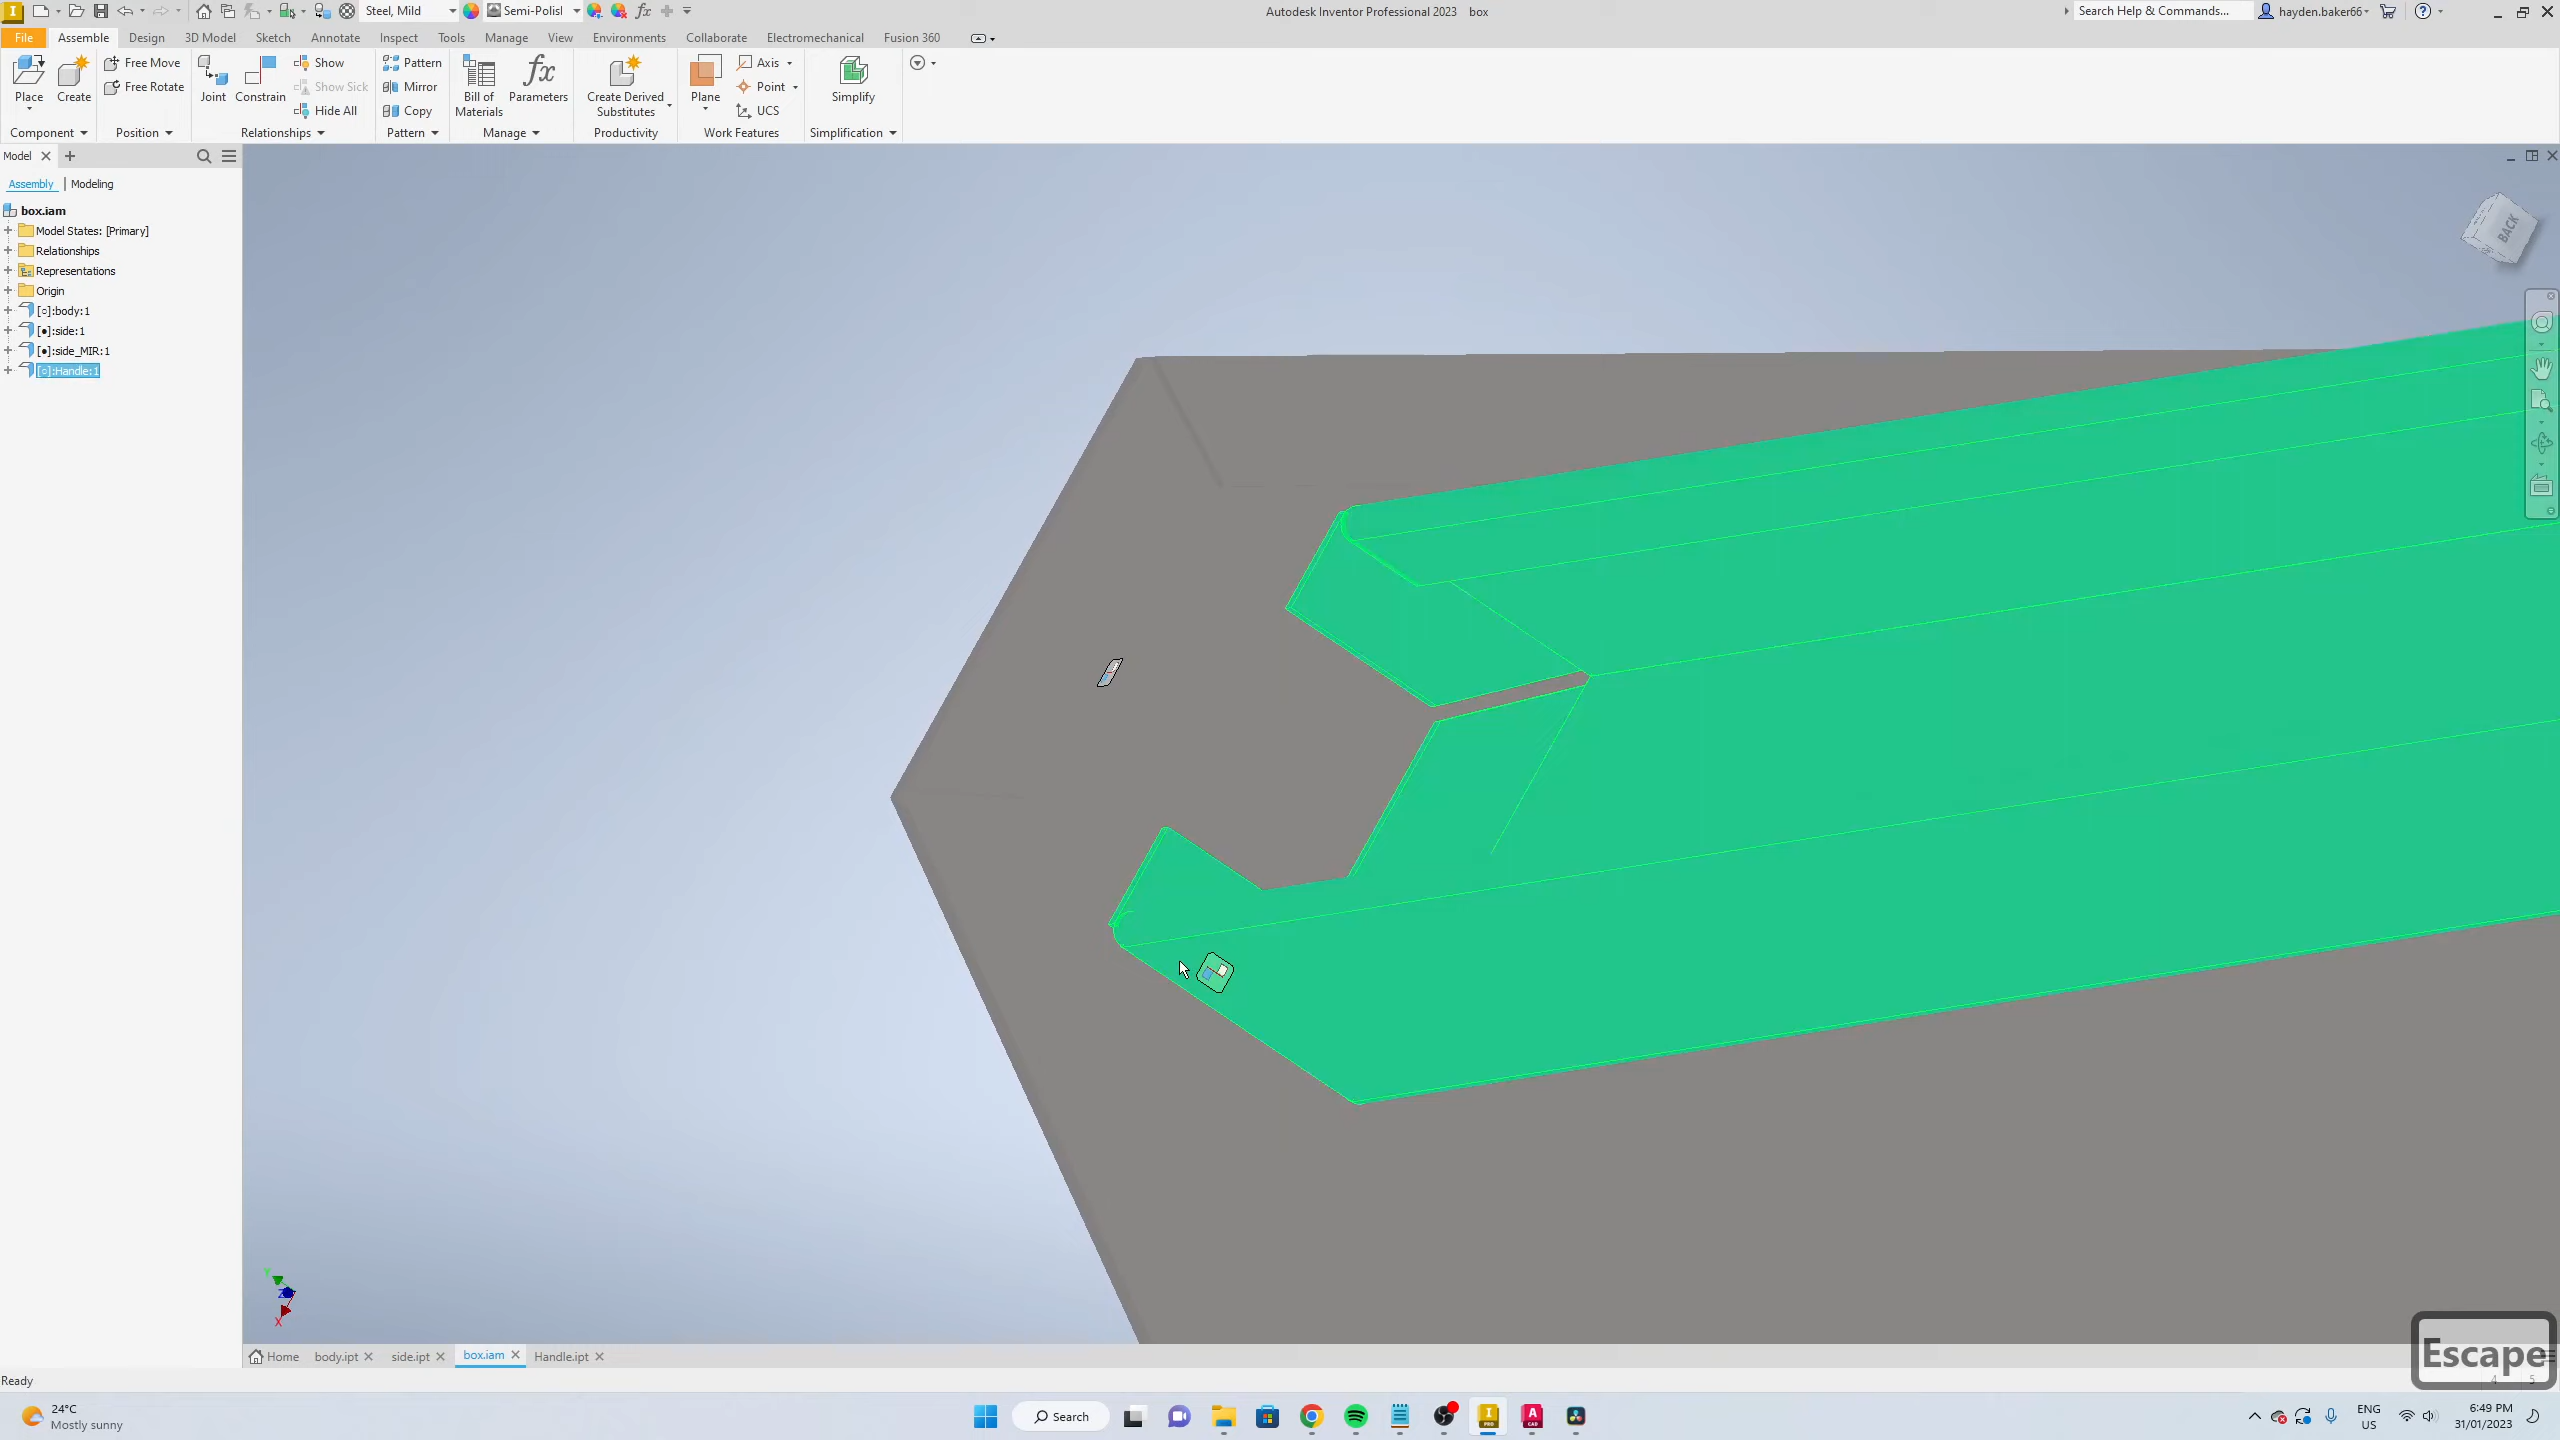 Steel, Mild
Semi-Polisl
Autodesk Inventor Professional 2023 box
Search Help & Commands...
hayden.baker66
File
Assemble
Design
3D Model
Sketch
Annotate
Inspect
Tools
Manage
View
Environments
Collaborate
Electromechanical
Fusion 360
Place
Create
Free Move
Free Rotate
Joint
Constrain
Show
Show Sick
Hide All
Pattern
Mirror
Copy
Bill of
Materials
Parameters
Create Derived
Substitutes
Plane
Axis
Point
UCS
Simplify
Component
Position
Relationships
Pattern
Manage
Productivity
Work Features
Simplification
Model
Assembly
Modeling
box.iam
Model States: [Primary]
Relationships
Representations
Origin
[○]:body:1
[●]:side:1
[●]:side_MIR:1
[○]:Handle:1
BACK
Y
Z
X
Home
body.ipt
side.ipt
box.iam
Handle.ipt
Escape
Ready
4 5
24°C
Mostly sunny
Search
ENG
US
6:49 PM
31/01/2023